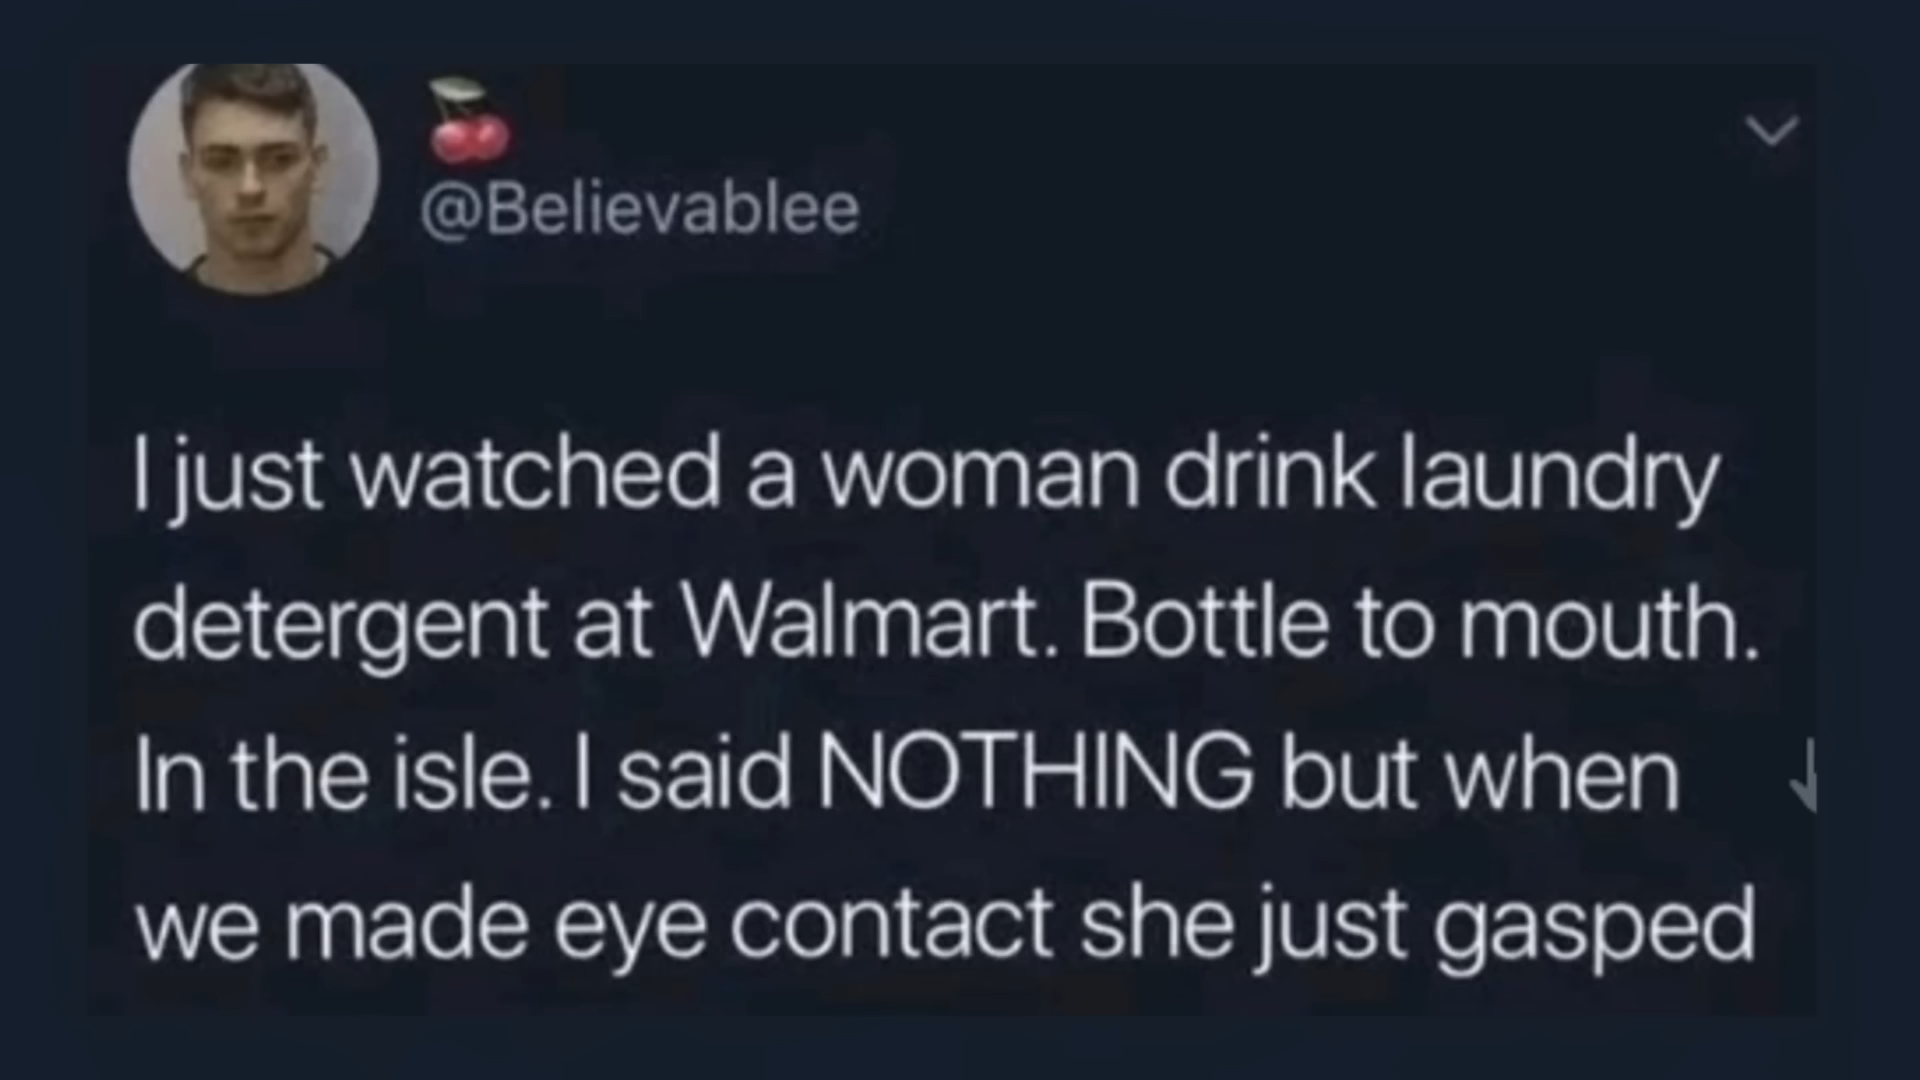 @Believablee
I just watched a woman drink laundry
detergent at Walmart. Bottle to mouth.
In the isle. I said NOTHING but when
we made eye contact she just gasped